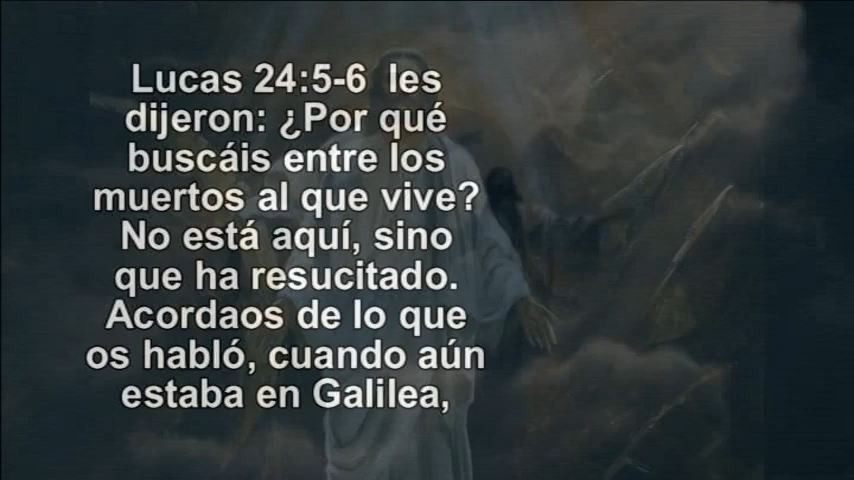 Lucas 24:5-6  les
dijeron: ¿Por qué
buscáis entre los
muertos al que vive?
No está aquí, sino
que ha resucitado.
Acordaos de lo que
os habló, cuando aún
estaba en Galilea,